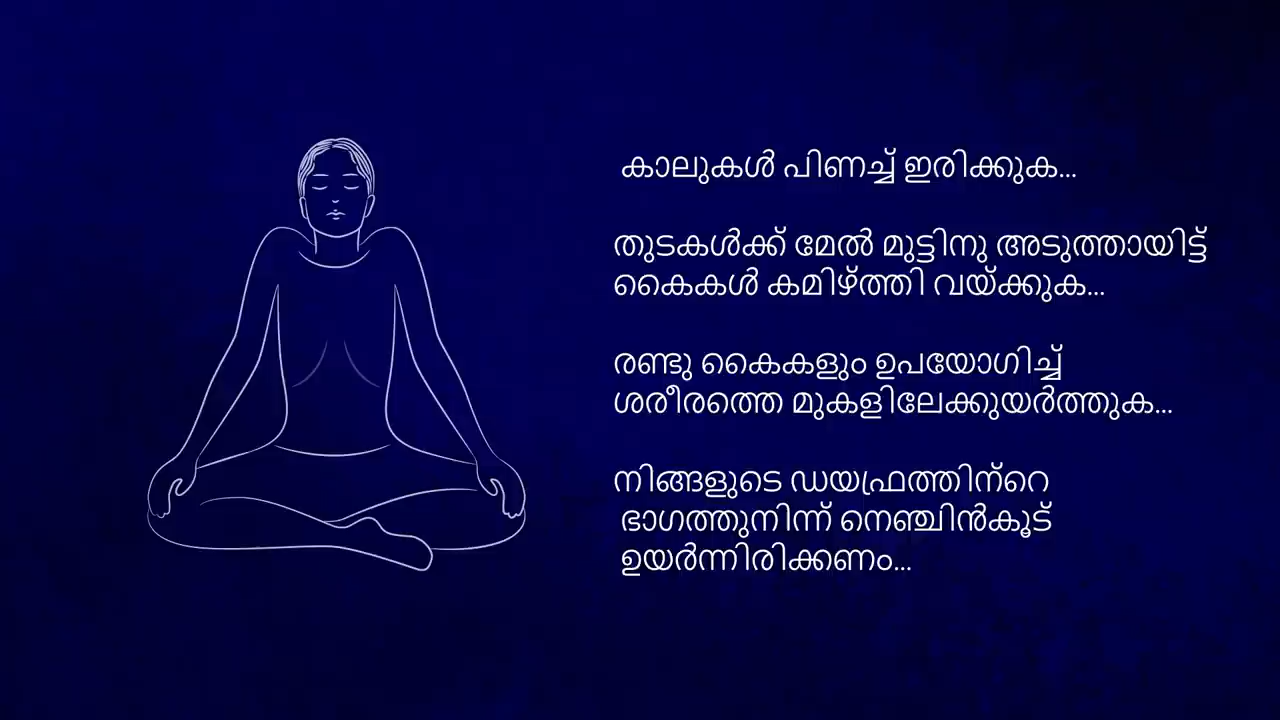 കാലുകൾ പിണച്ച് ഇരിക്കുക...
തുടകൾക്ക് മേൽ മുട്ടിനു അടുത്തായിട്ട്
കൈകൾ കമിഴ്ത്തി വയ്ക്കുക...
രണ്ടു കൈകളും ഉപയോഗിച്ച്
ശരീരത്തെ മുകളിലേക്കുയർത്തുക...
നിങ്ങളുടെ ഡയഫ്രത്തിന്റെ
ഭാഗത്തുനിന്ന് നെഞ്ചിൻകൂട്
ഉയർന്നിരിക്കണം...